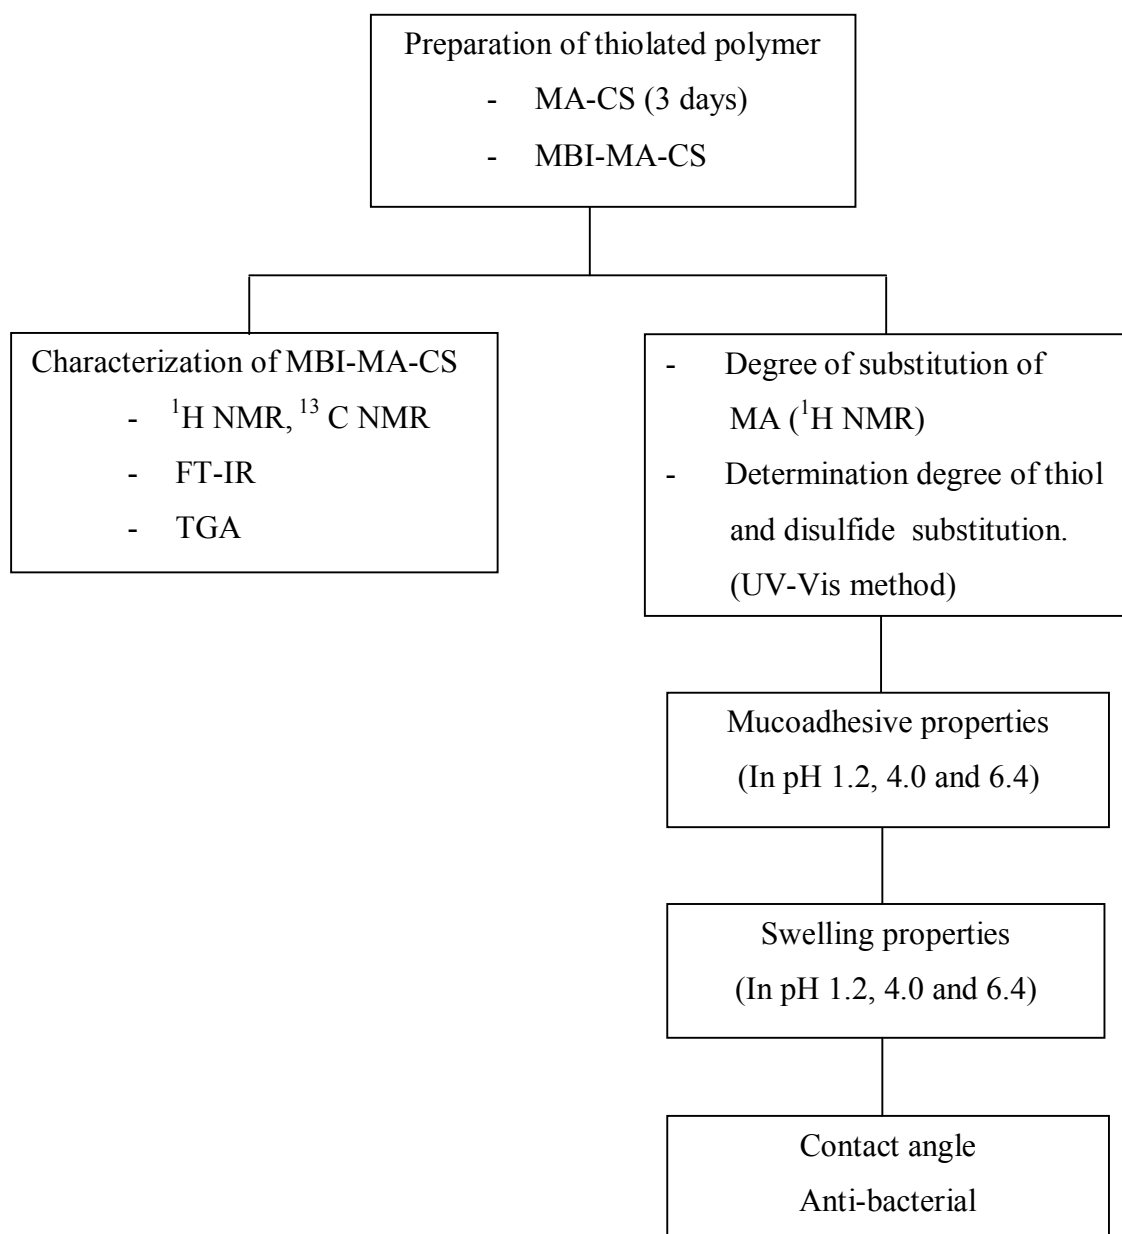 Preparation of thiolated polymer
- MA-CS (3 days)
- MBI-MA-CS
Characterization of MBI-MA-CS
- ¹H NMR, ¹³ C NMR
- FT-IR
- TGA
- Degree of substitution of
MA (¹H NMR)
- Determination degree of thiol
and disulfide substitution.
(UV-Vis method)
Mucoadhesive properties
(In pH 1.2, 4.0 and 6.4)
Swelling properties
(In pH 1.2, 4.0 and 6.4)
Contact angle
Anti-bacterial